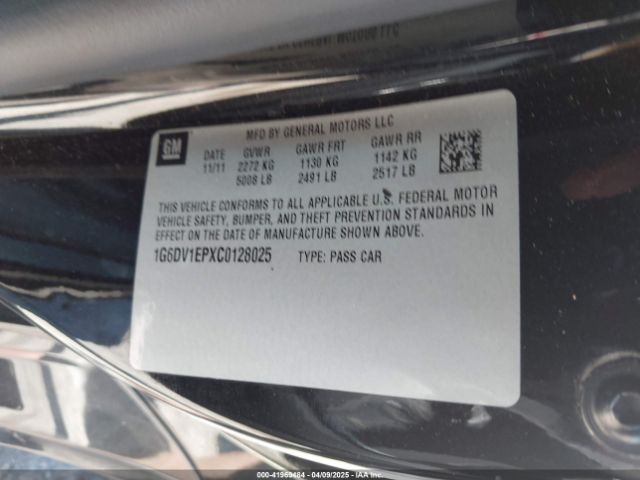 GM
MFD BY GENERAL MOTORS LLC
DATE GVWR GAWR FRT GAWR RR
11/11 2272 KG 1130 KG 1142 KG
5008 LB 2491 LB 2517 LB
THIS VEHICLE CONFORMS TO ALL APPLICABLE U.S. FEDERAL MOTOR
VEHICLE SAFETY, BUMPER, AND THEFT PREVENTION STANDARDS IN
EFFECT ON THE DATE OF MANUFACTURE SHOWN ABOVE.
1G6DV1EPXC0128025 TYPE: PASS CAR
000-41969484 - 04/09/2025 - IAAI.COM